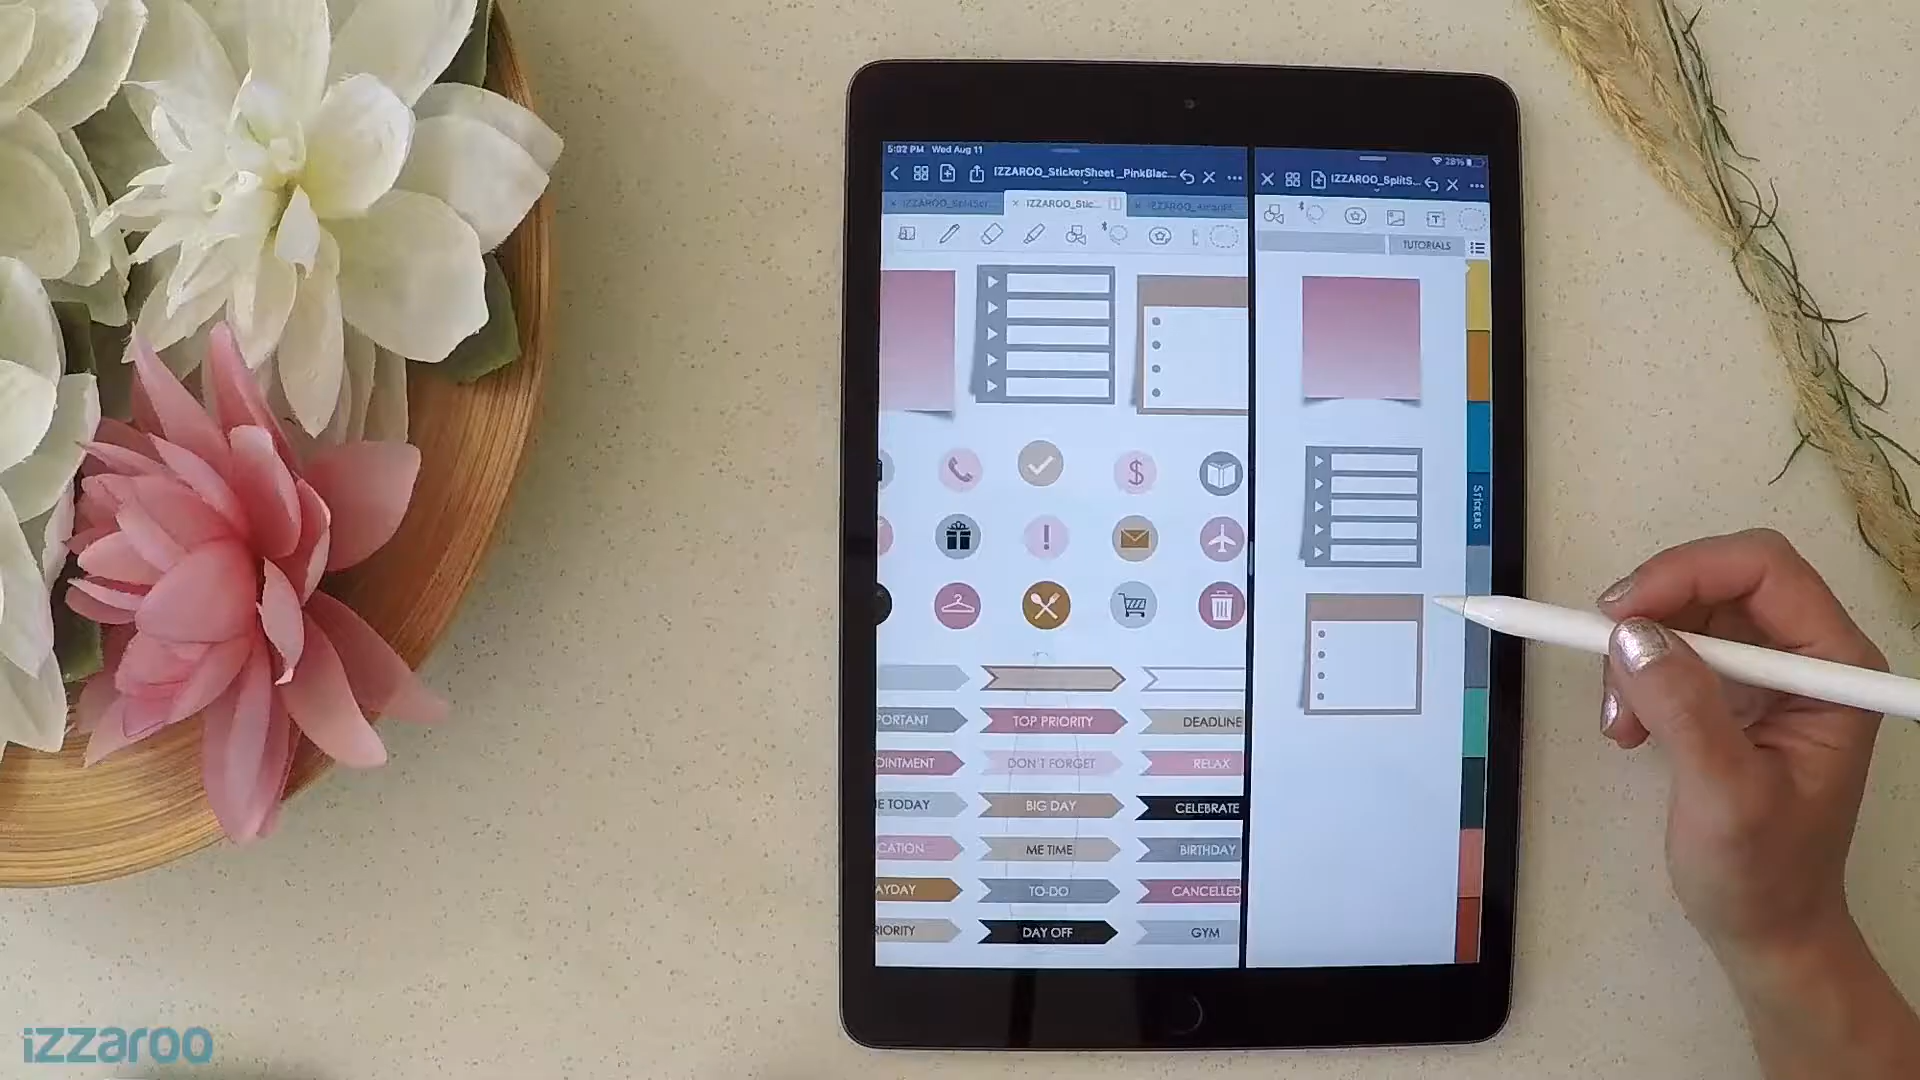 5:02 PM Wed Aug 11
28%
IZZAROO_StickerSheet _PinkBlac...
IZZAROO_SplitS...
IZZAROO_Stic...
TUTORIALS
STICKERS
PORTANT
TOP PRIORITY
DEADLINE
OINTMENT
DON'T FORGET
RELAX
E TODAY
BIG DAY
CELEBRATE
CATION
ME TIME
BIRTHDAY
AYDAY
TO-DO
CANCELLED
RIORITY
DAY OFF
GYM
izzaroo